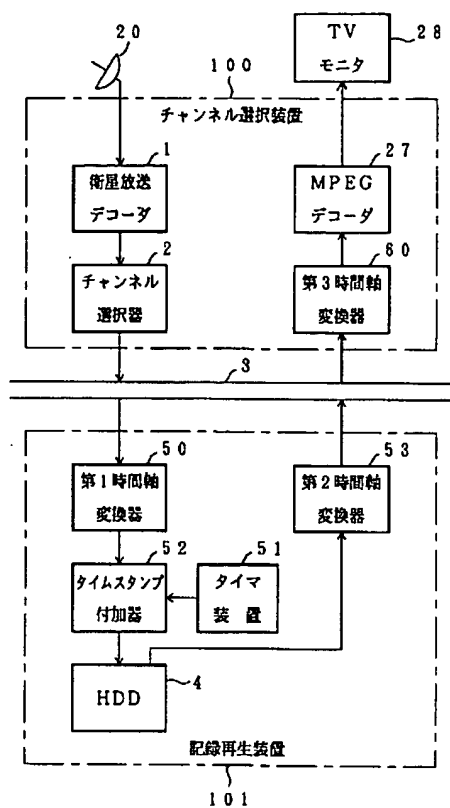 20
TV
モニタ
28
100
チャンネル選択装置
1
衛星放送
デコーダ
27
MPEG
デコーダ
2
チャンネル
選択器
60
第3時間軸
変換器
3
50
第1時間軸
変換器
53
第2時間軸
変換器
52
タイムスタンプ
付加器
51
タイマ
装置
HDD
4
記録再生装置
101